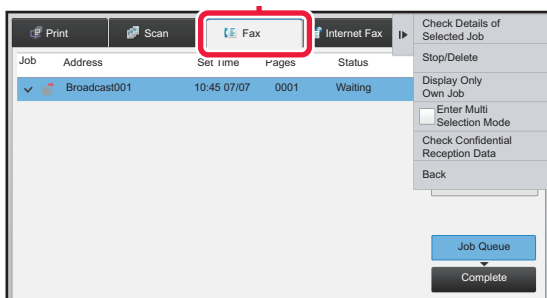 Print Scan Fax Internet Fax
Job Address Set Time Pages Status
Broadcast001 10:45 07/07 0001 Waiting
Check Details of
Selected Job
Stop/Delete
Display Only
Own Job
Enter Multi
Selection Mode
Check Confidential
Reception Data
Back
Job Queue
Complete